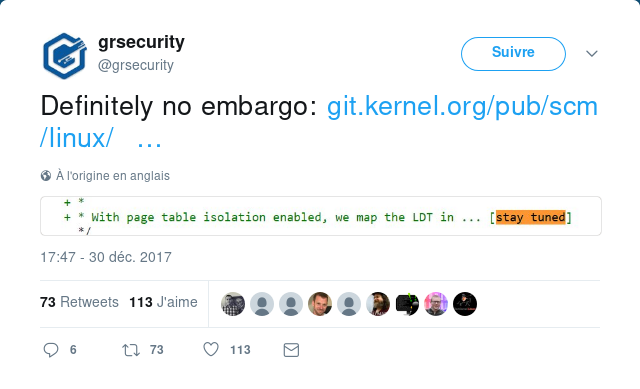 grsecurity
@grsecurity
Suivre
Definitely no embargo: git.kernel.org/pub/scm
/linux/ …
À l'origine en anglais
+ *
+ * With page table isolation enabled, we map the LDT in ... [stay tuned]
*/
17:47 - 30 déc. 2017
73 Retweets 113 J'aime
6 73 113